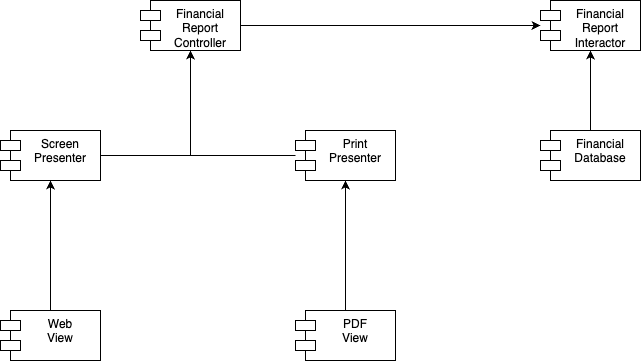 Financial
Report
Controller
Financial
Report
Interactor
Screen
Presenter
Print
Presenter
Financial
Database
Web
View
PDF
View